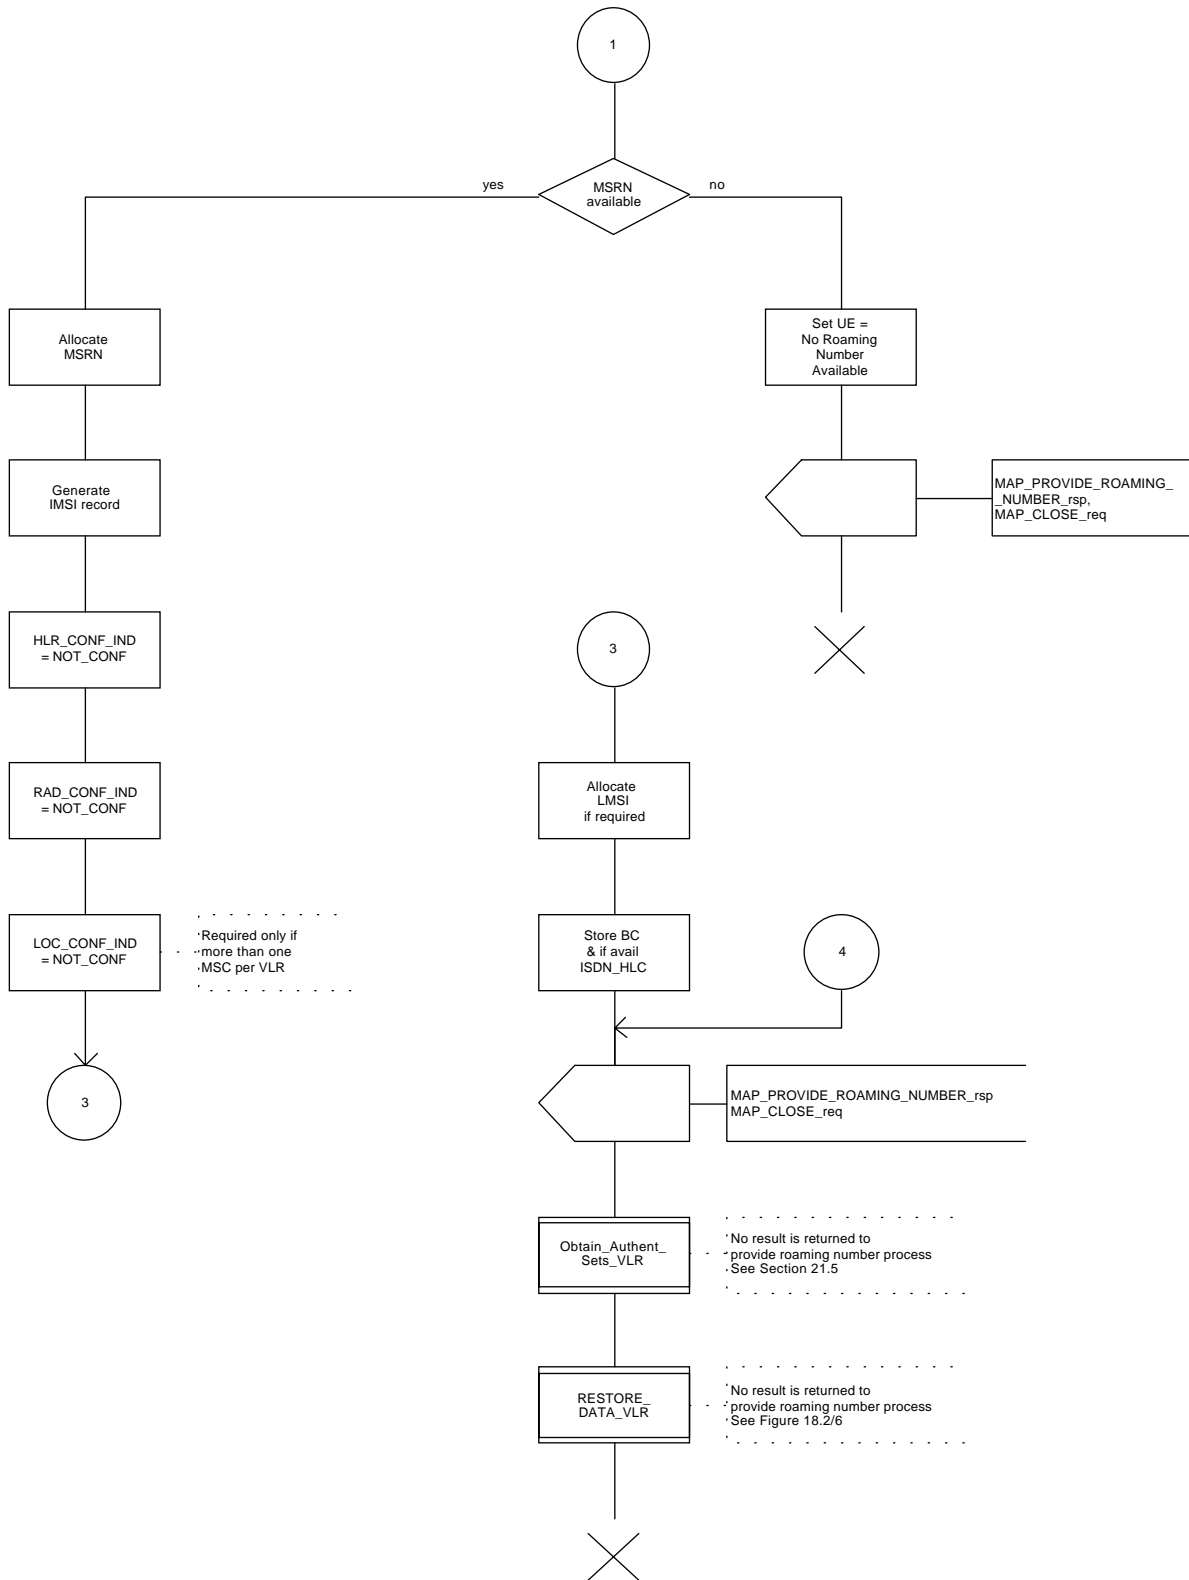 1
yes
MSRN
available
no
Allocate
MSRN
Set UE =
No Roaming
Number
Available
Generate
IMSI record
MAP_PROVIDE_ROAMING_
_NUMBER_rsp,
MAP_CLOSE_req
HLR_CONF_IND
= NOT_CONF
3
RAD_CONF_IND
= NOT_CONF
Allocate
LMSI
if required
LOC_CONF_IND
= NOT_CONF
Required only if
more than one
MSC per VLR
Store BC
& if avail
ISDN_HLC
4
3
MAP_PROVIDE_ROAMING_NUMBER_rsp
MAP_CLOSE_req
Obtain_Authent_
Sets_VLR
No result is returned to
provide roaming number process
See Section 21.5
RESTORE_
DATA_VLR
No result is returned to
provide roaming number process
See Figure 18.2/6